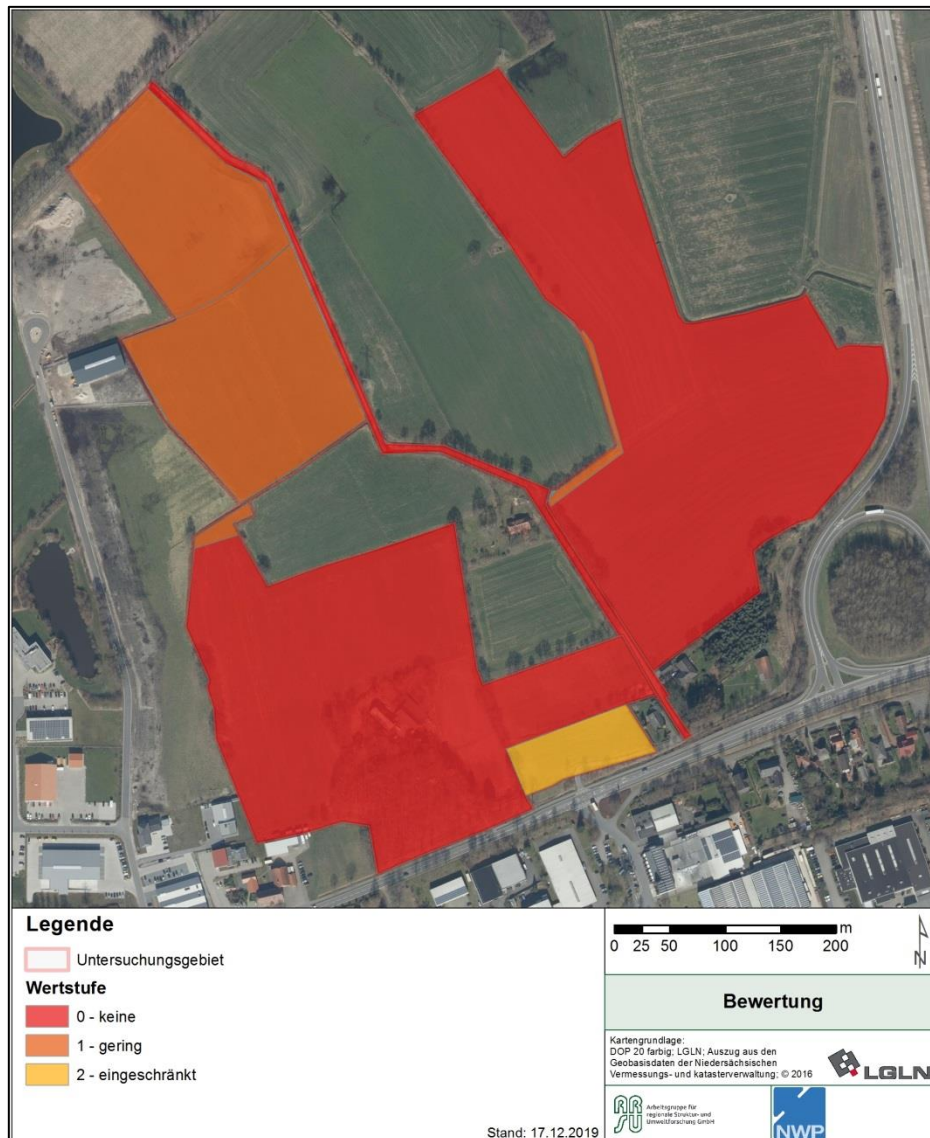 Legende
Untersuchungsgebiet
Wertstufe
0 - keine
1 - gering
2 - eingeschränkt
Stand: 17.12.2019
m
0 25 50 100 150 200
N
Bewertung
Kartengrundlage:
DOP 20 farbig; LGLN; Auszug aus den
Geobasisdaten der Niedersächsischen
Vermessungs- und katasterverwaltung; © 2016
LGLN
ARSU
Arbeitsgruppe für
regionale Struktur- und
Umweltforschung GmbH
NWP